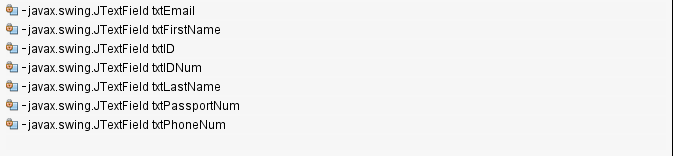 -javax.swing.JTextField txtEmail
-javax.swing.JTextField txtFirstName
-javax.swing.JTextField txtID
-javax.swing.JTextField txtIDNum
-javax.swing.JTextField txtLastName
-javax.swing.JTextField txtPassportNum
-javax.swing.JTextField txtPhoneNum